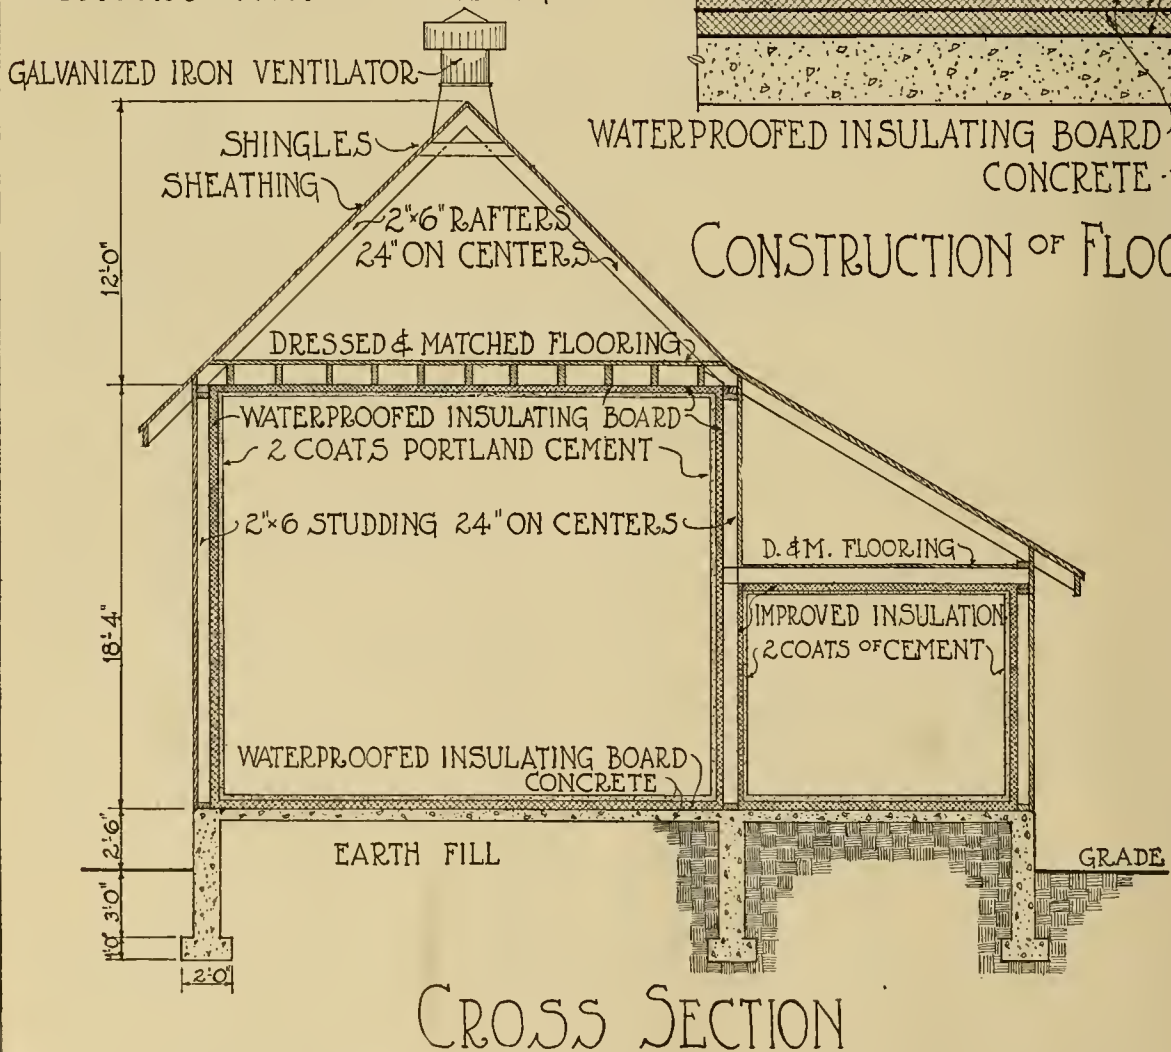 GALVANIZED IRON VENTILATOR
WATERPROOFED INSULATING BOARD
CONCRETE
CONSTRUCTION OF
SHINGLES
SHEATHING
2"×6" RAFTERS
24" ON CENTERS
12'-0"
DRESSED & MATCHED FLOORING
WATERPROOFED INSULATING BOARD
2 COATS PORTLAND CEMENT
2"×6 STUDDING 24" ON CENTERS
D. & M. FLOORING
IMPROVED INSULATION
2 COATS OF CEMENT
18'-4"
WATERPROOFED INSULATING BOARD
CONCRETE
2'-6"
EARTH FILL
GRADE
3'-0"
1'-0"
2'-0"
CROSS SECTION